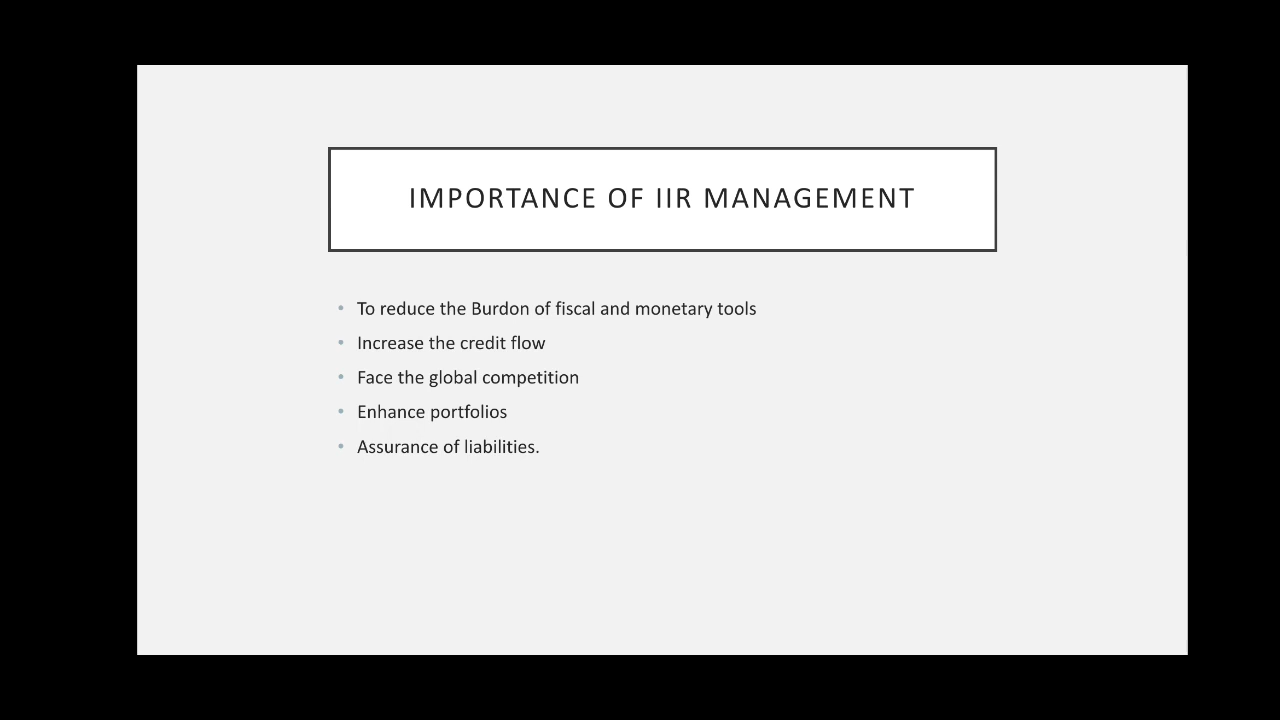 IMPORTANCE OF IIR MANAGEMENT
• To reduce the Burdon of fiscal and monetary tools
• Increase the credit flow
• Face the global competition
• Enhance portfolios
• Assurance of liabilities.